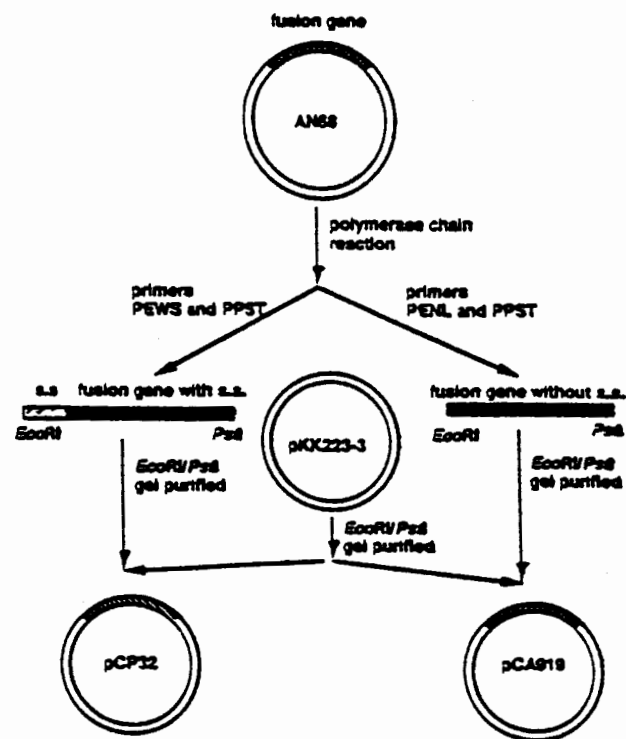 fusion gene
AN68
polymerase chain
reaction
primers
PEWS and PPST
primers
PENL and PPST
s.s fusion gene with s.s.
EcoRI PstI
pKK223-3
fusion gene without s.s.
EcoRI PstI
EcoRI/PstI
gel purified
EcoRI/PstI
gel purified
EcoRI/PstI
gel purified
pCP32
pCA919